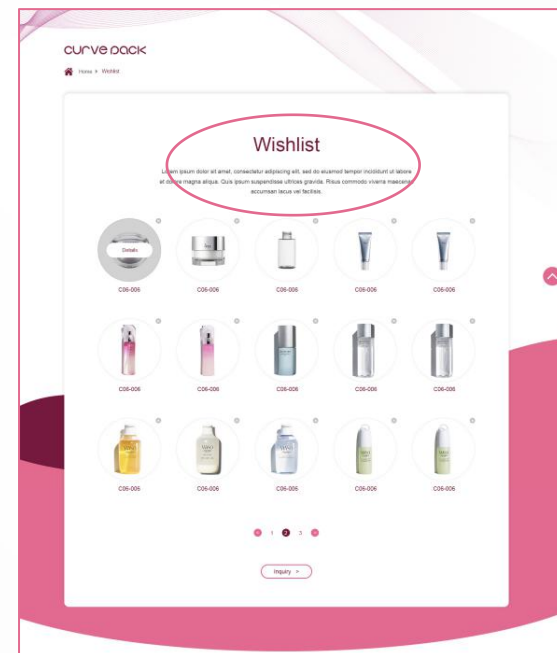 curve pack
Home > Wishlist
Wishlist
Lorem ipsum dolor sit amet, consectetur adipiscing elit, sed do eiusmod tempor incididunt ut labore
et dolore magna aliqua. Quis ipsum suspendisse ultrices gravida. Risus commodo viverra maecenas
accumsan lacus vel facilisis.
Details
C06-006 C06-006 C06-006 C06-006 C06-006
C06-006 C06-006 C06-006 C06-006 C06-006
C06-006 C06-006 C06-006 C06-006 C06-006
< 1 2 3 >
Inquiry >